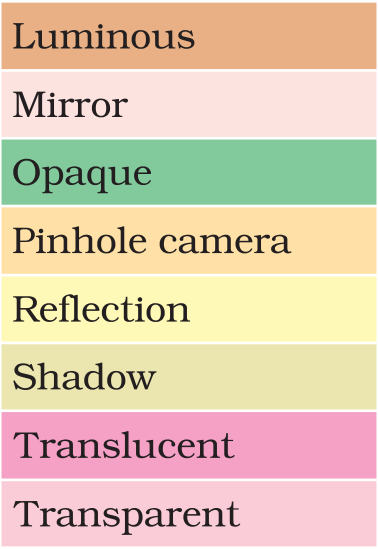 Luminous
Mirror
Opaque
Pinhole camera
Reflection
Shadow
Translucent
Transparent